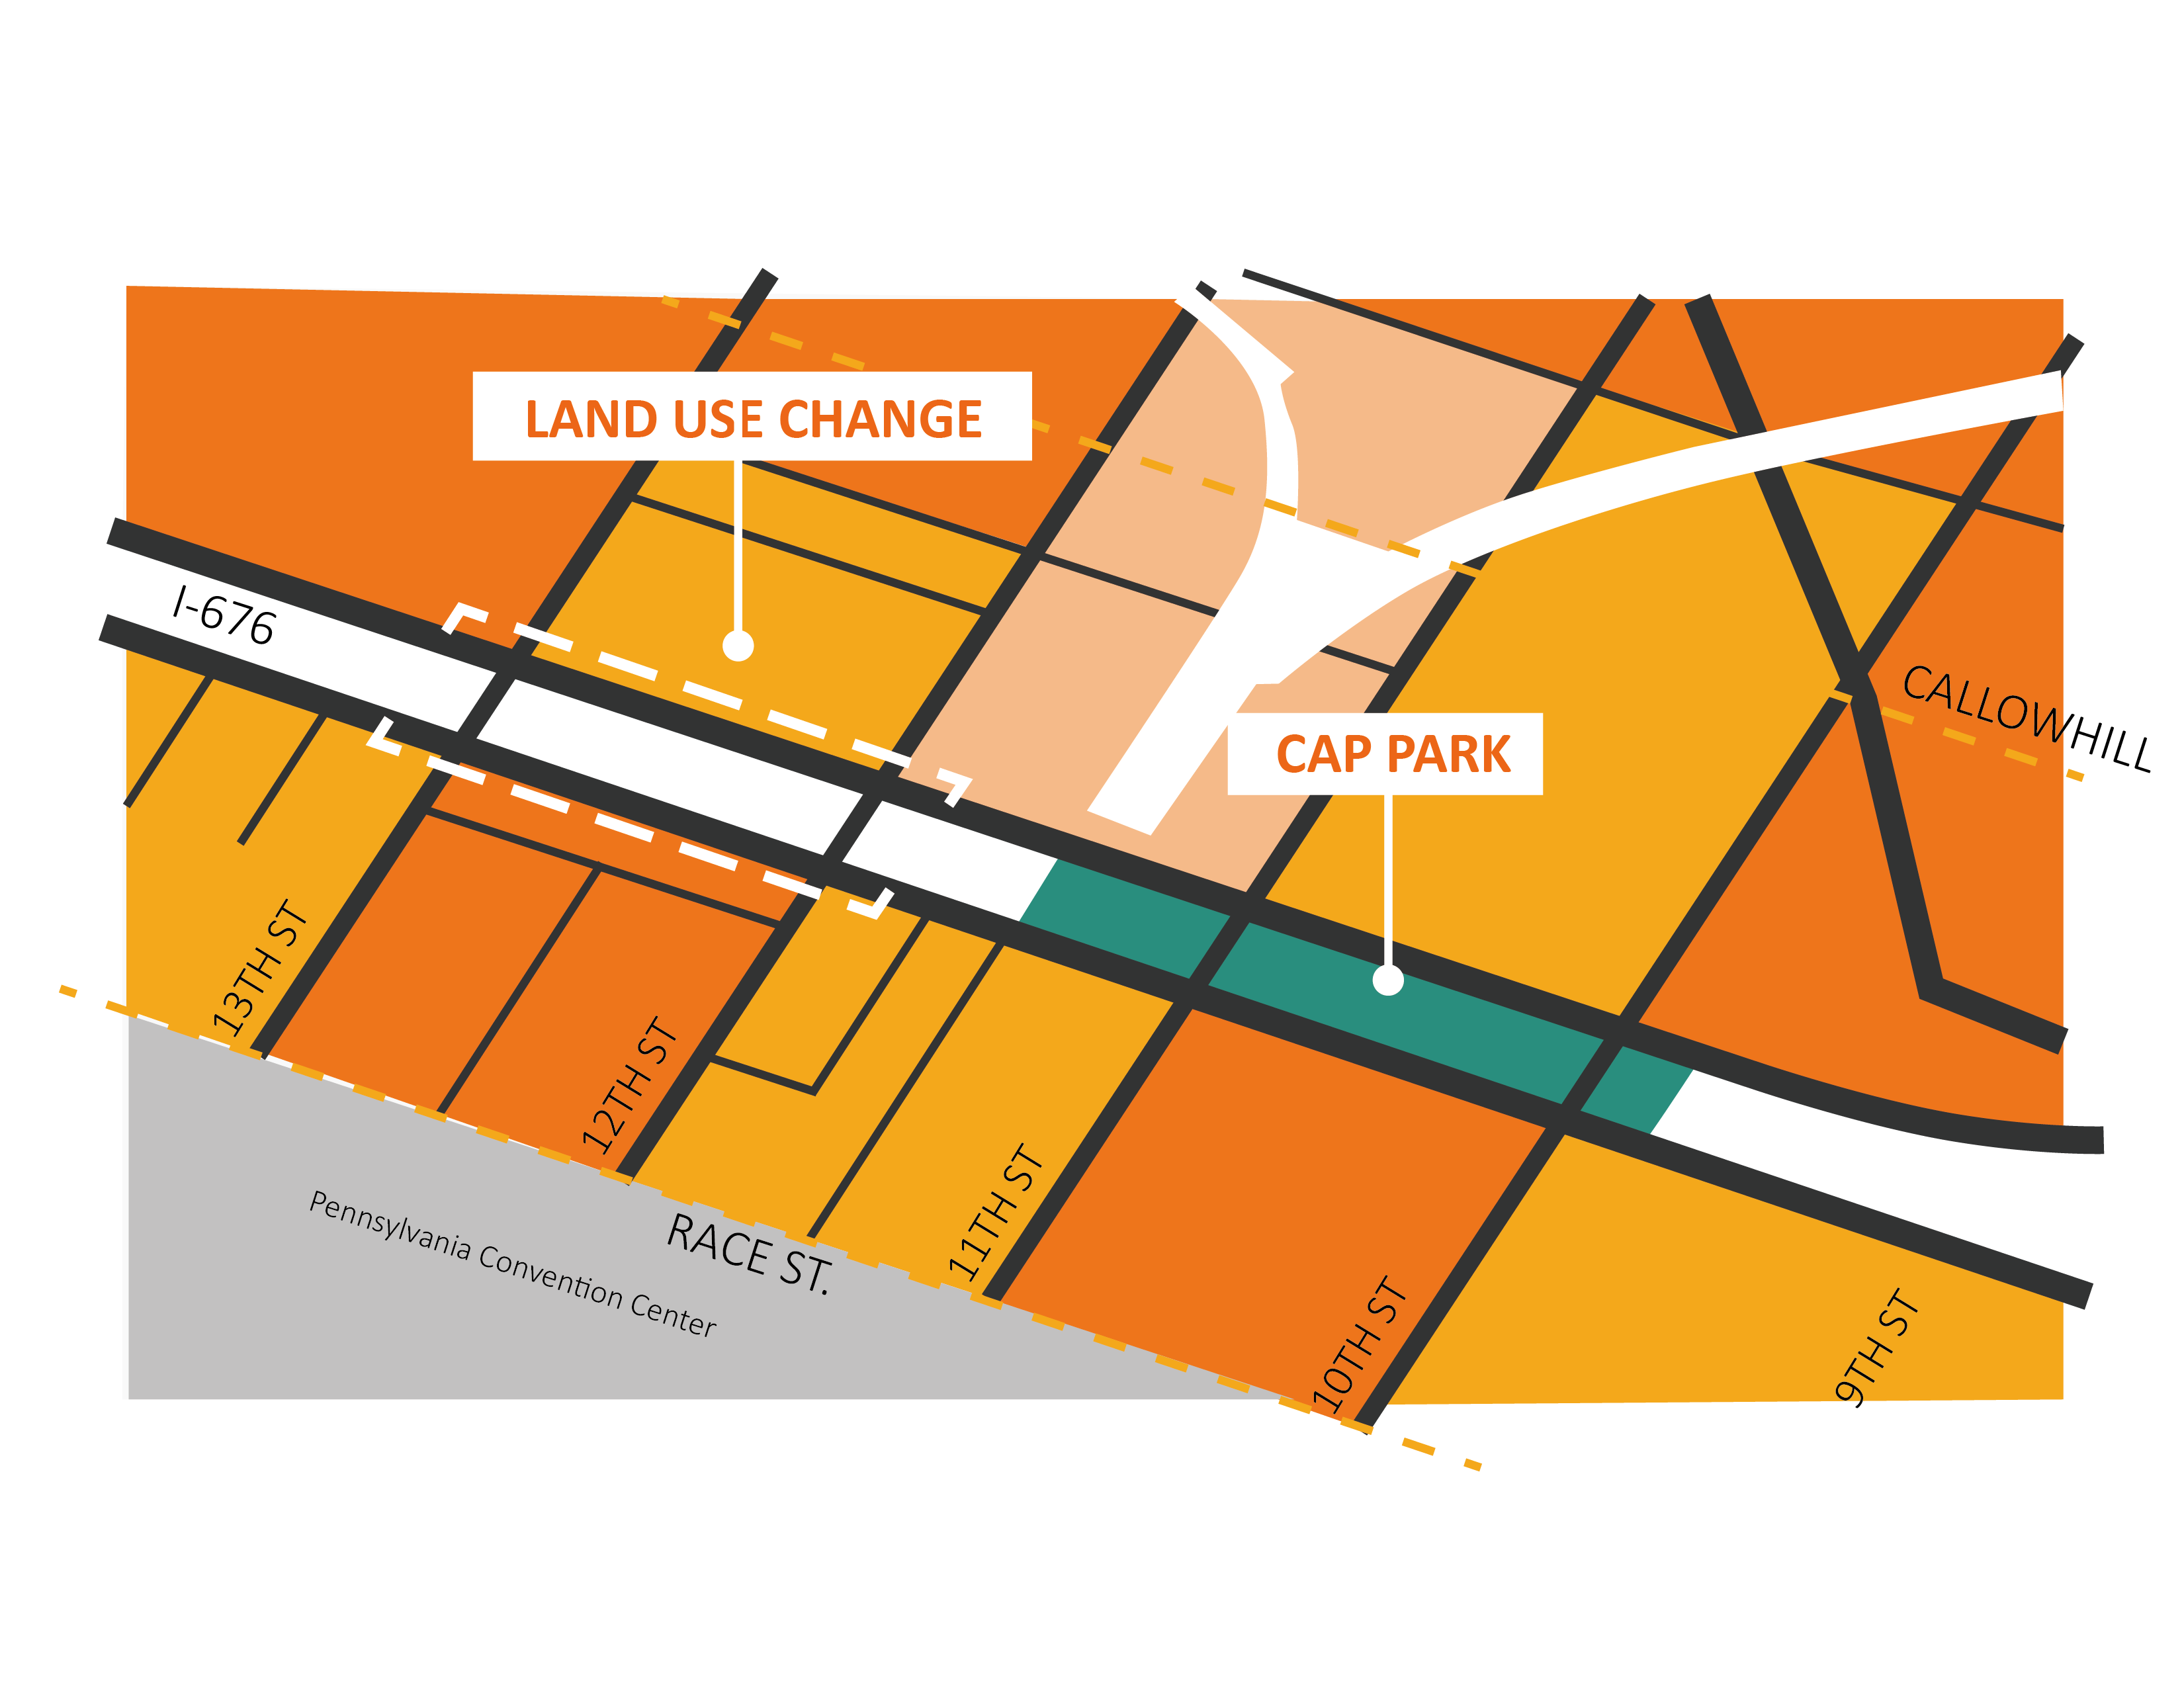 LAND USE CHANGE
I-676
CALLOWHILL
CAP PARK
13TH ST
12TH ST
11TH ST
10TH ST
9TH ST
RACE ST.
Pennsylvania Convention Center